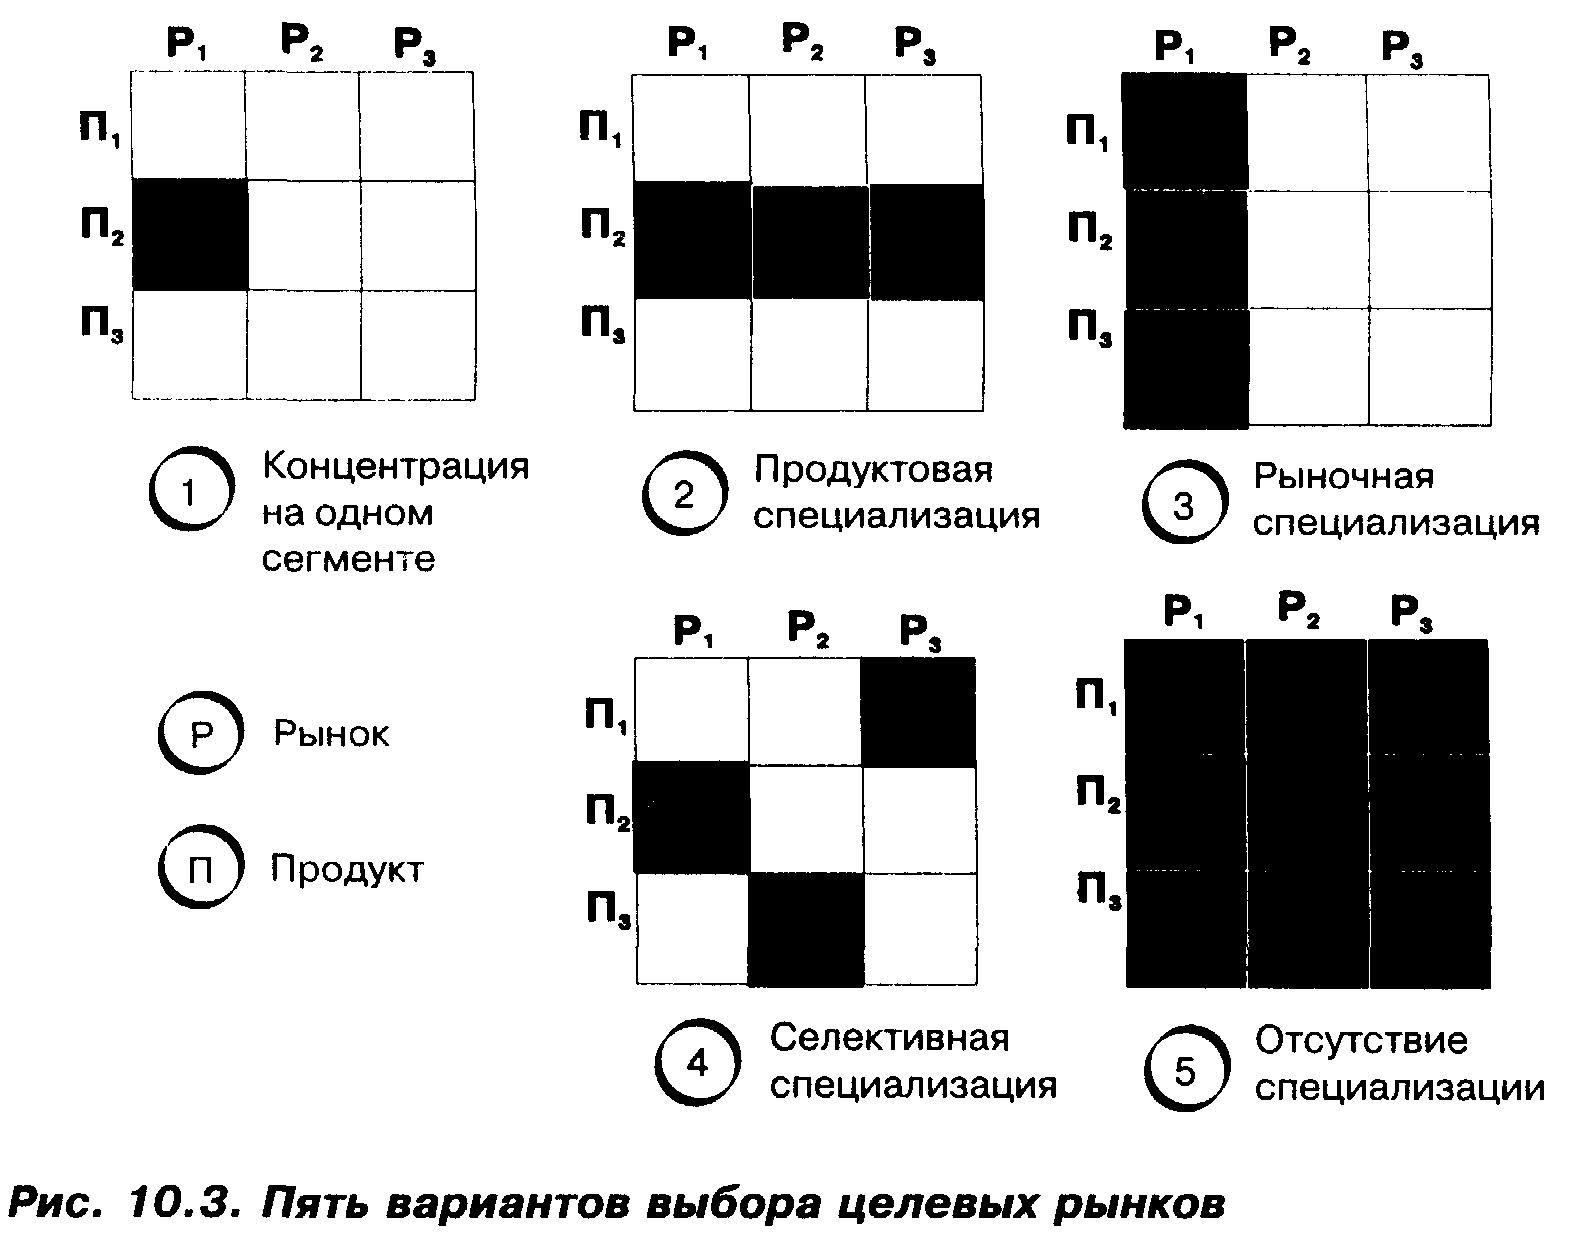 Р₁ Р₂ Р₃
П₁
П₂
П₃
1 Концентрация
на одном
сегменте
Р₁ Р₂ Р₃
П₁
П₂
П₃
2 Продуктовая
специализация
Р₁ Р₂ Р₃
П₁
П₂
П₃
3 Рыночная
специализация
Р Рынок
П Продукт
Р₁ Р₂ Р₃
П₁
П₂
П₃
4 Селективная
специализация
Р₁ Р₂ Р₃
П₁
П₂
П₃
5 Отсутствие
специализации
Рис. 10.3. Пять вариантов выбора целевых рынков